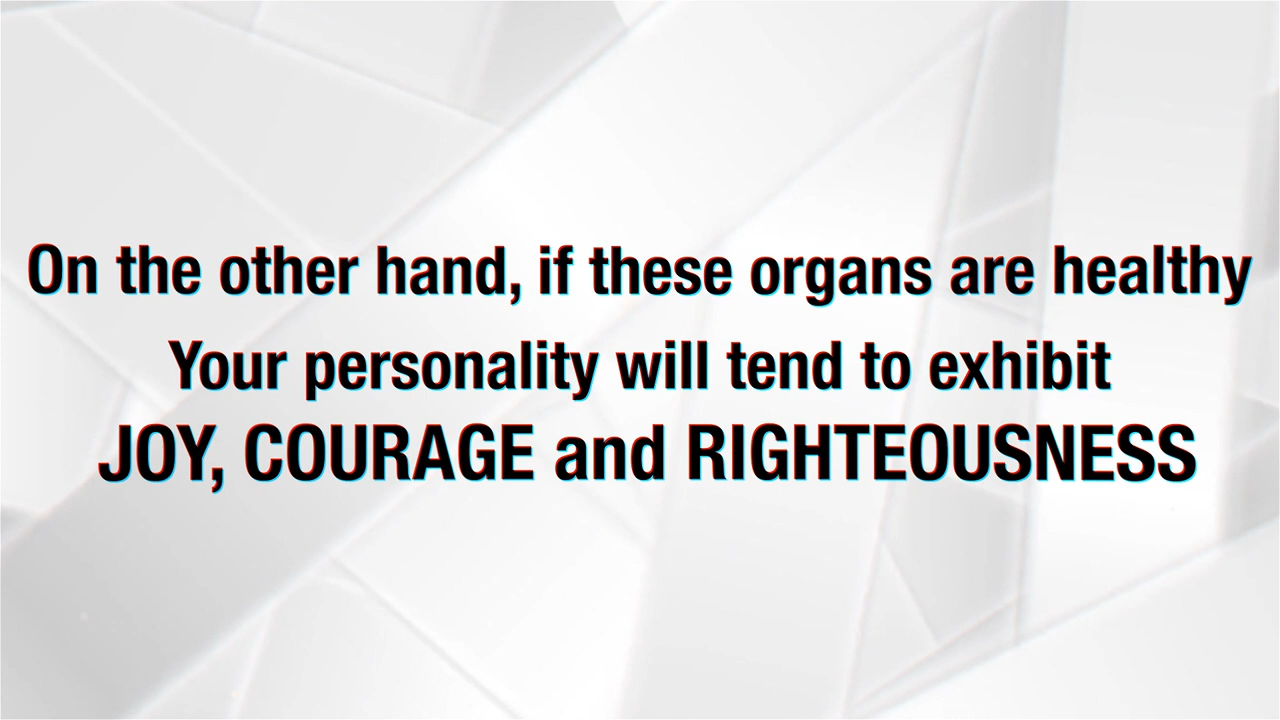 On the other hand, if these organs are healthy
Your personality will tend to exhibit
JOY, COURAGE and RIGHTEOUSNESS